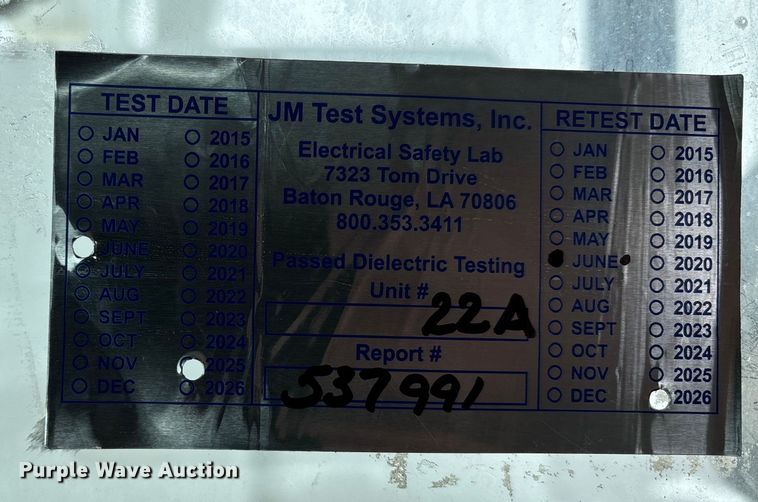 TEST DATE
JAN 2015
FEB 2016
MAR 2017
APR 2018
MAY 2019
JUNE 2020
JULY 2021
AUG 2022
SEPT 2023
OCT 2024
NOV 2025
DEC 2026
JM Test Systems, Inc.
Electrical Safety Lab
7323 Tom Drive
Baton Rouge, LA 70806
800.353.3411
Passed Dielectric Testing
Unit #
22A
Report #
537991
RETEST DATE
JAN 2015
FEB 2016
MAR 2017
APR 2018
MAY 2019
JUNE 2020
JULY 2021
AUG 2022
SEPT 2023
OCT 2024
NOV 2025
DEC 2026
Purple Wave Auction